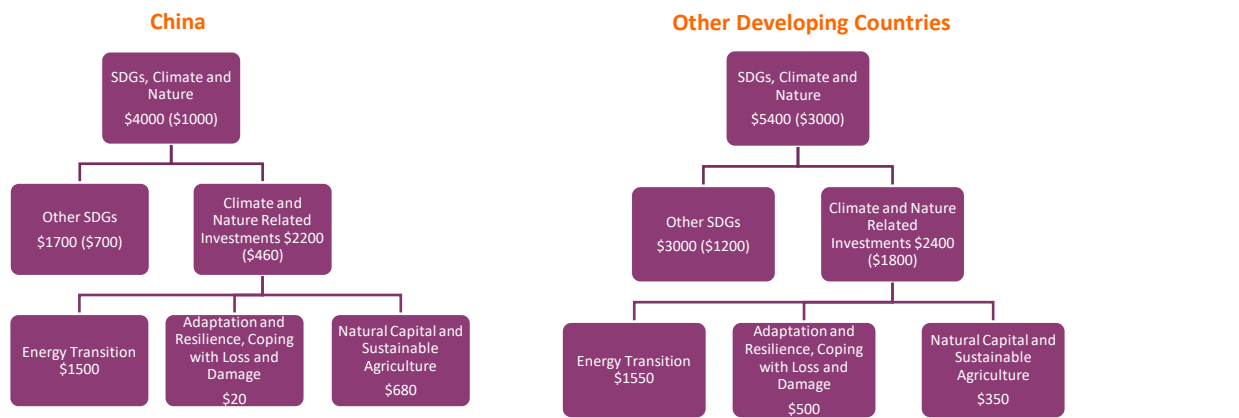 China
SDGs, Climate and
Nature
$4000 ($1000)
Other SDGs
$1700 ($700)
Climate and
Nature Related
Investments $2200
($460)
Energy Transition
$1500
Adaptation and
Resilience, Coping
with Loss and
Damage
$20
Natural Capital and
Sustainable
Agriculture
$680
Other Developing Countries
SDGs, Climate and
Nature
$5400 ($3000)
Other SDGs
$3000 ($1200)
Climate and Nature
Related
Investments $2400
($1800)
Energy Transition
$1550
Adaptation and
Resilience, Coping
with Loss and
Damage
$500
Natural Capital and
Sustainable
Agriculture
$350